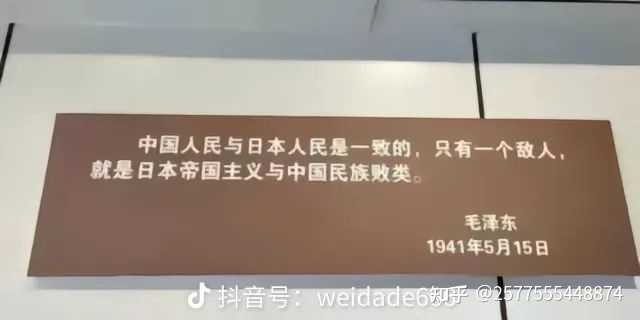 中国人民与日本人民是一致的，只有一个敌人，
就是日本帝国主义与中国民族败类。
毛泽东
1941年5月15日
抖音号：weidade6
知乎 @2577555448874